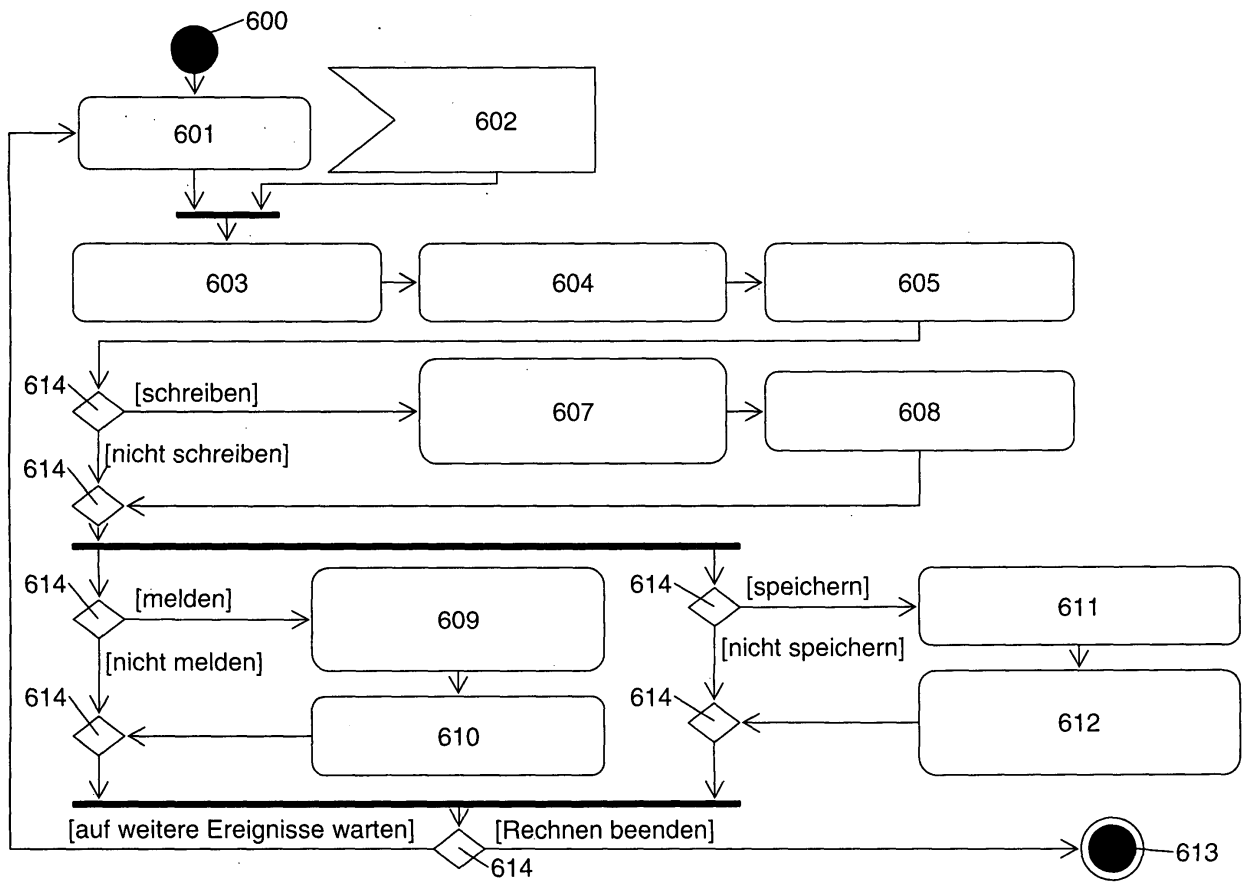 600
601
602
603
604
605
614
[schreiben]
607
608
[nicht schreiben]
614
614
[melden]
609
614
[speichern]
611
[nicht melden]
[nicht speichern]
614
610
614
612
[auf weitere Ereignisse warten]
[Rechnen beenden]
614
613